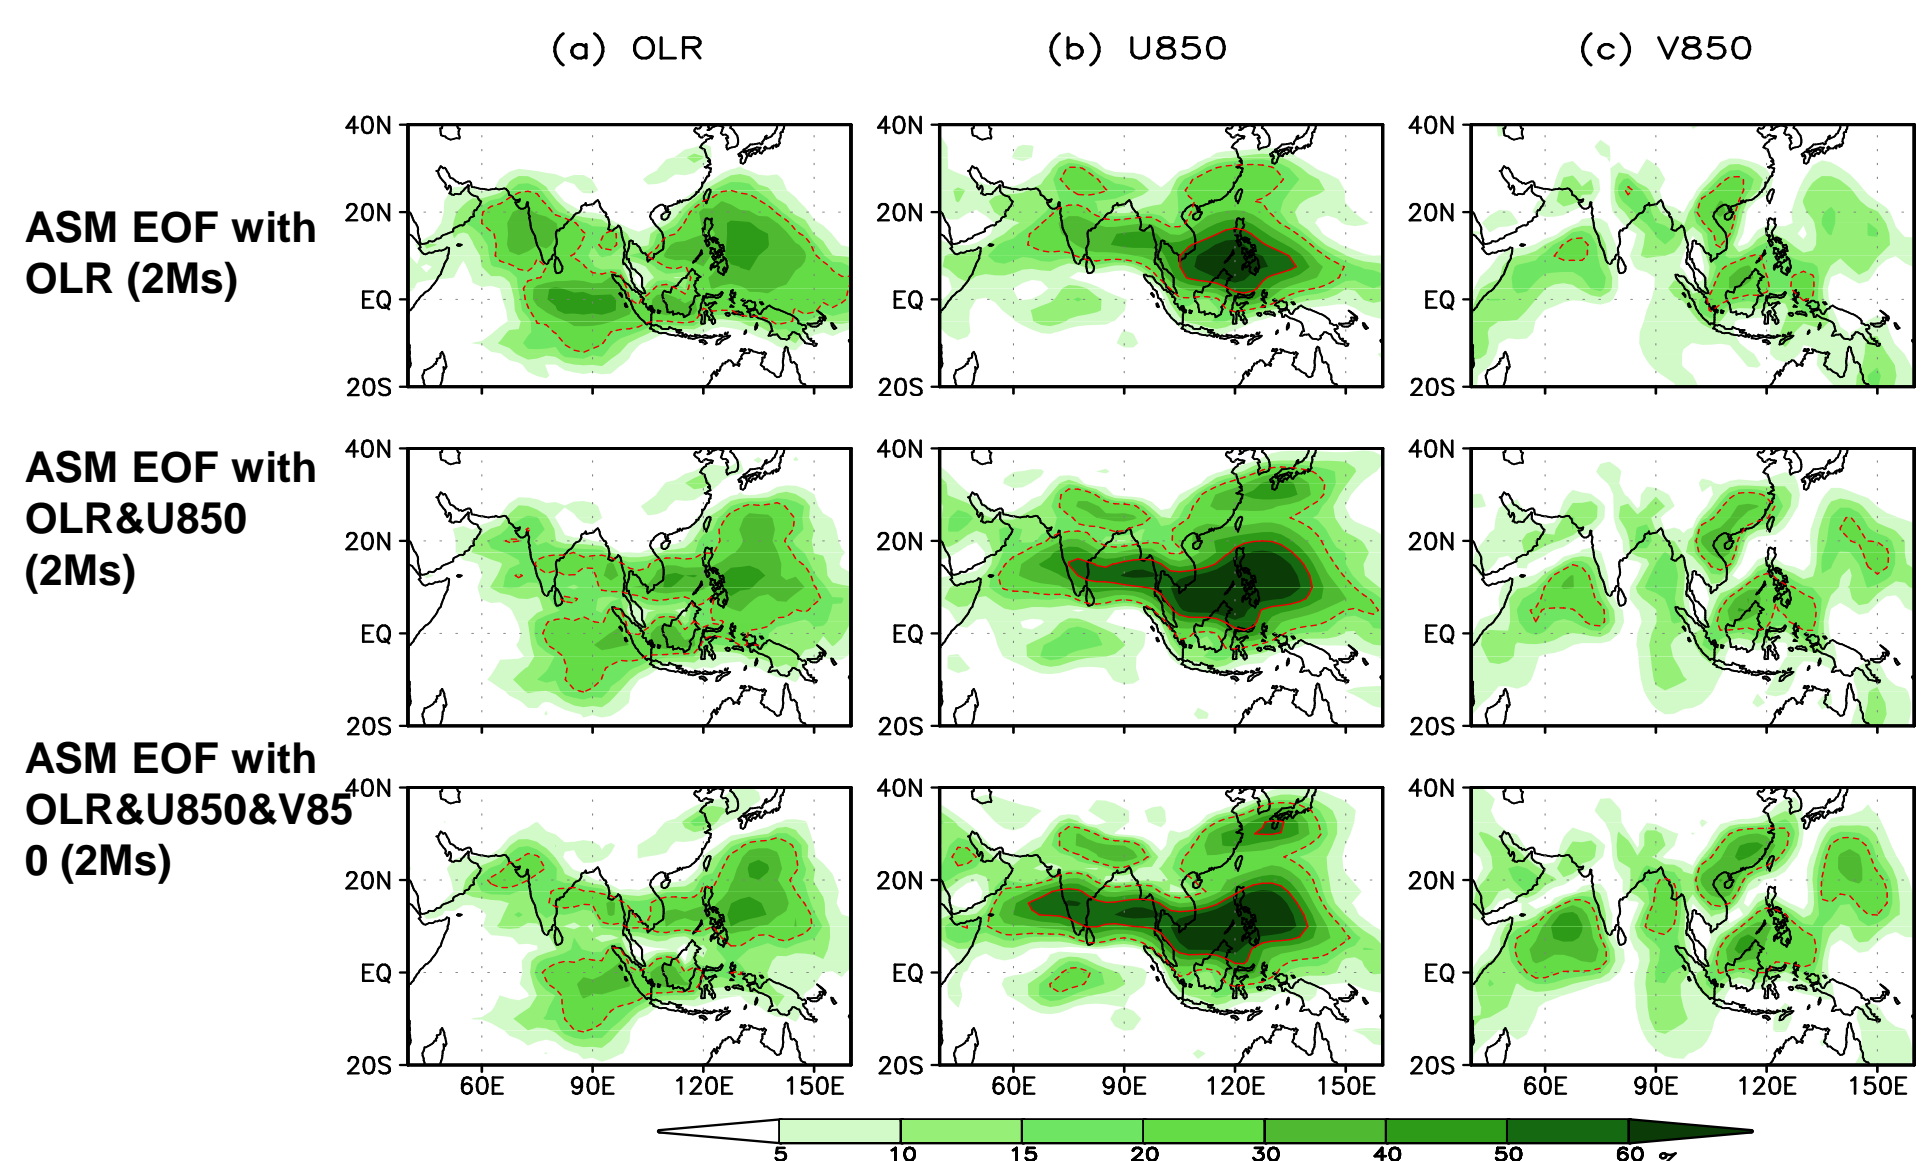 (a) OLR
(b) U850
(c) V850
ASM EOF with
OLR (2Ms)
40N
20N
EQ
20S
40N
20N
EQ
20S
40N
20N
EQ
20S
ASM EOF with
OLR&U850
(2Ms)
40N
20N
EQ
20S
40N
20N
EQ
20S
40N
20N
EQ
20S
ASM EOF with
OLR&U850&V85
0 (2Ms)
40N
20N
EQ
20S
40N
20N
EQ
20S
40N
20N
EQ
20S
60E 90E 120E 150E
60E 90E 120E 150E
60E 90E 120E 150E
5 10 15 20 30 40 50 60